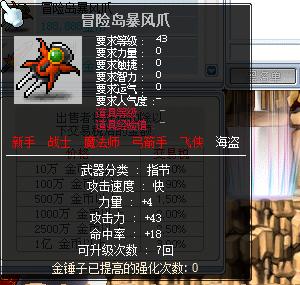 冒险岛暴风爪
要求等级: 43
要求力量: 0
要求敏捷: 0
要求智力: 0
要求运气: 0
要求人气度: -
道具等级:
新手 战士 魔法师 弓箭手 飞侠 海盗
武器分类 : 指节
攻击速度 : 快
力量 : +4
攻击力 : +43
命中率 : +18
可升级次数 : 7回
金锤子已提高的强化次数: 0